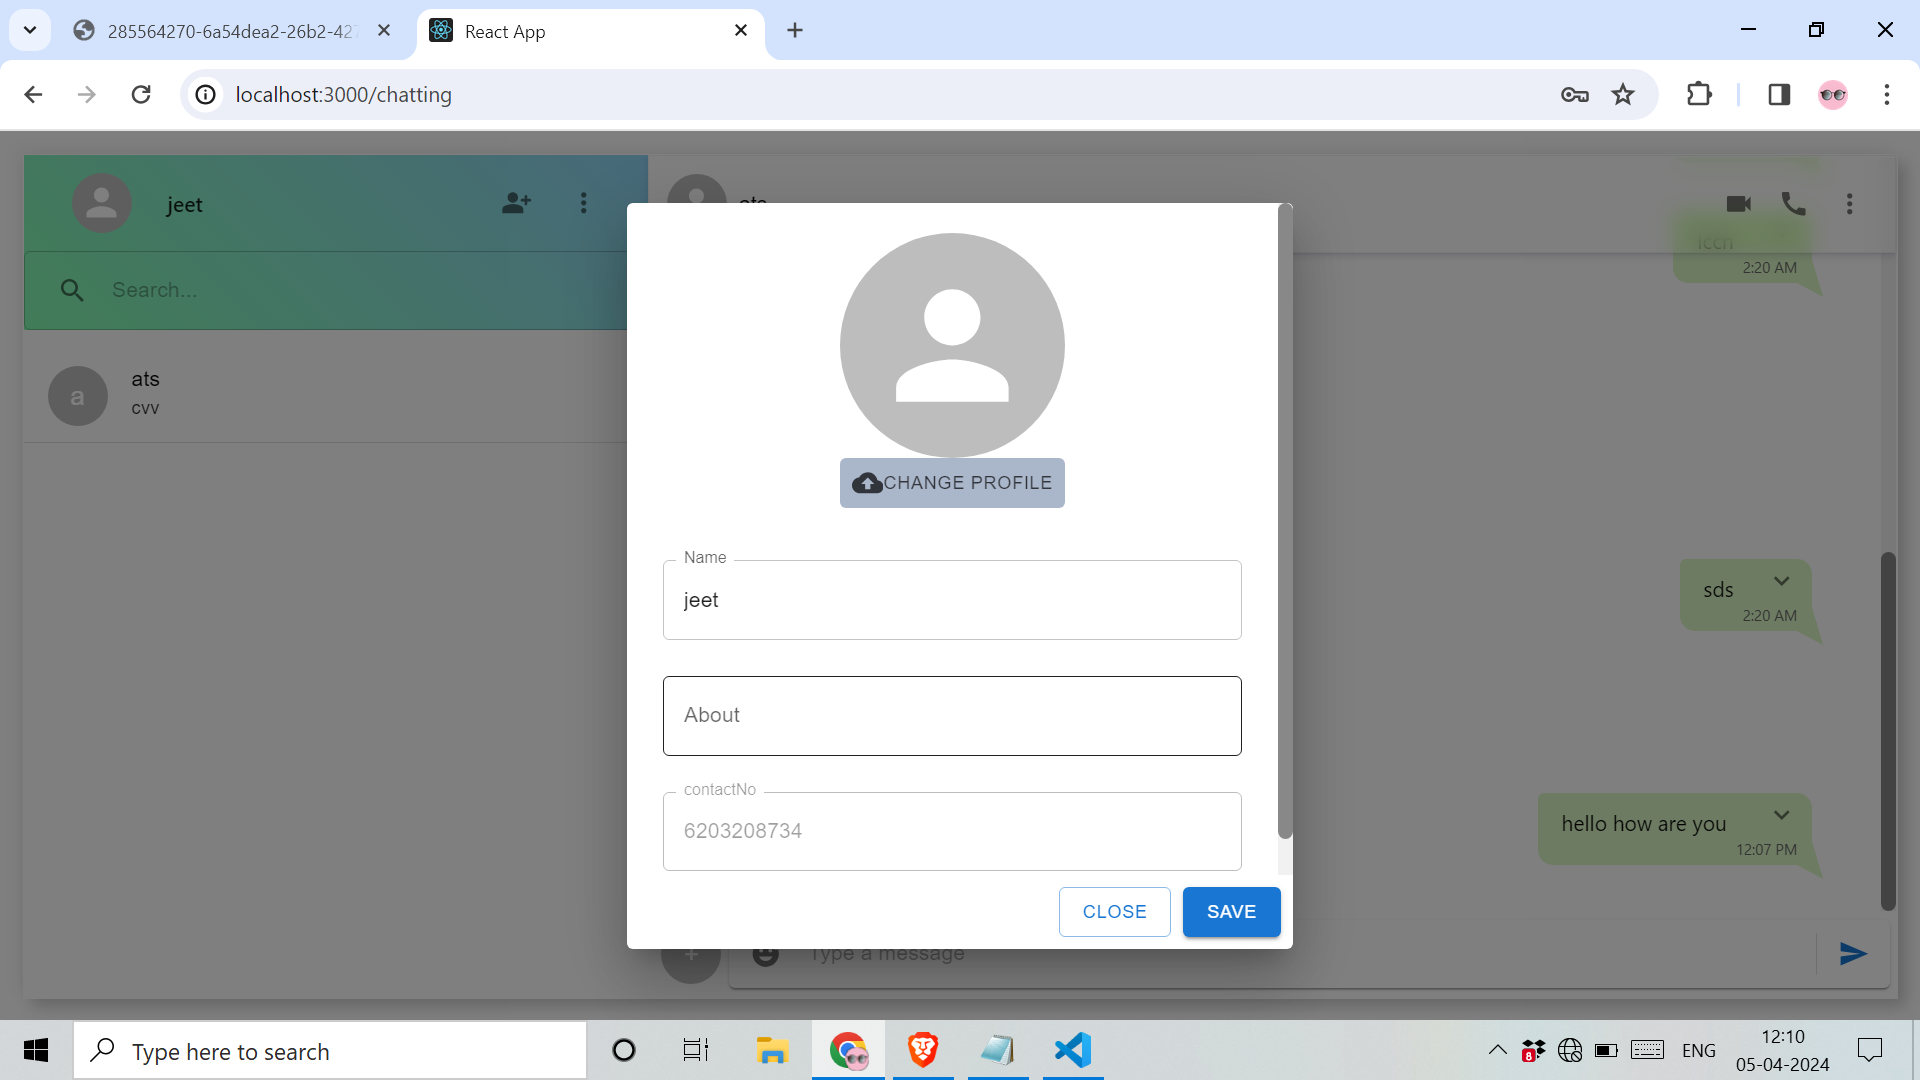 285564270-6a54dea2-26b2-427
React App
localhost:3000/chatting
jeet
Search...
a
ats
cvv
ats
2:20 AM
sds
2:20 AM
hello how are you
12:07 PM
CHANGE PROFILE
Name
jeet
About
contactNo
6203208734
CLOSE
SAVE
Type a message
Type here to search
8
ENG
12:10
05-04-2024